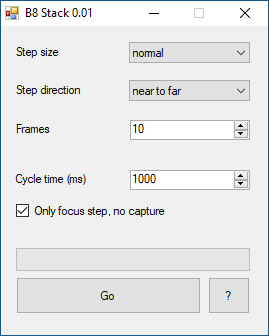 B8 Stack 0.01
Step size normal
Step direction near to far
Frames 10
Cycle time (ms) 1000
Only focus step, no capture
Go ?